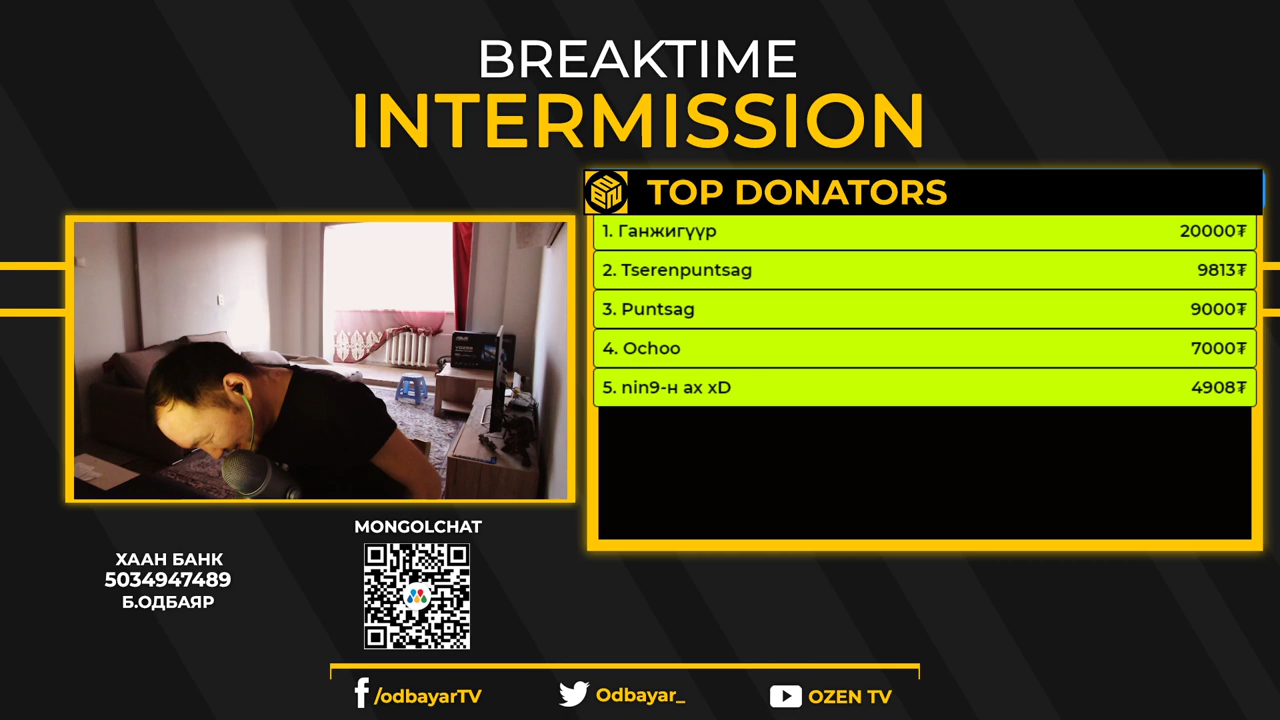 BREAKTIME
INTERMISSION
TOP DONATORS
1. Ганжигүүр 20000₮
2. Tserenpuntsag 9813₮
3. Puntsag 9000₮
4. Ochoo 7000₮
5. nin9-н ах xD 4908₮
MONGOLCHAT
ХААН БАНК
5034947489
Б.ОДБАЯР
/odbayarTV
Odbayar_
OZEN TV